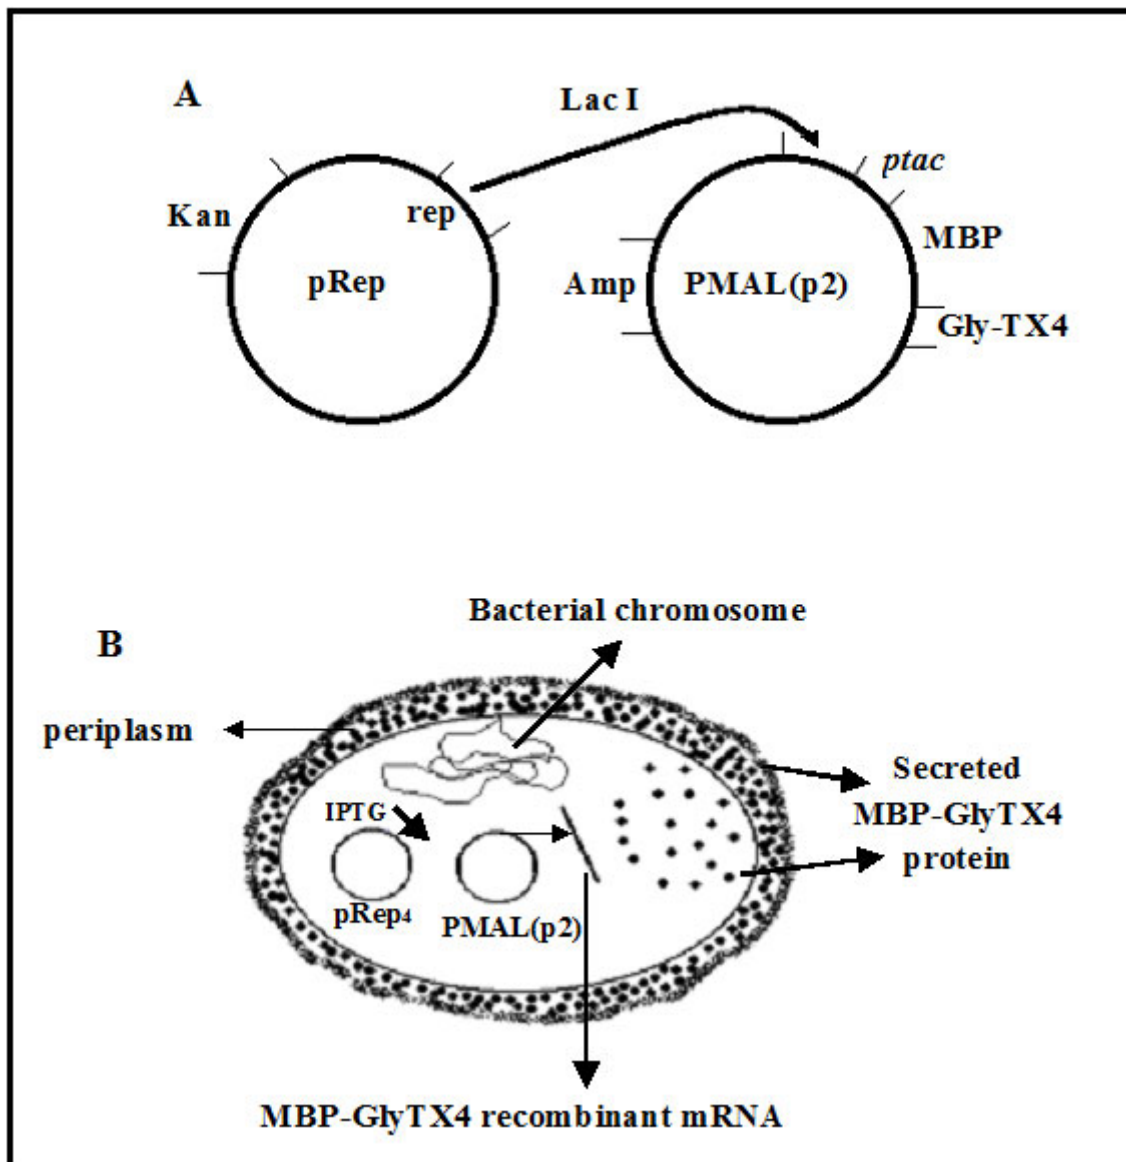 A
Lac I
ptac
Kan
rep
MBP
pRep
Amp
PMAL(p2)
Gly-TX4
Bacterial chromosome
B
periplasm
Secreted
MBP-GlyTX4
protein
IPTG
pRep4
PMAL(p2)
MBP-GlyTX4 recombinant mRNA